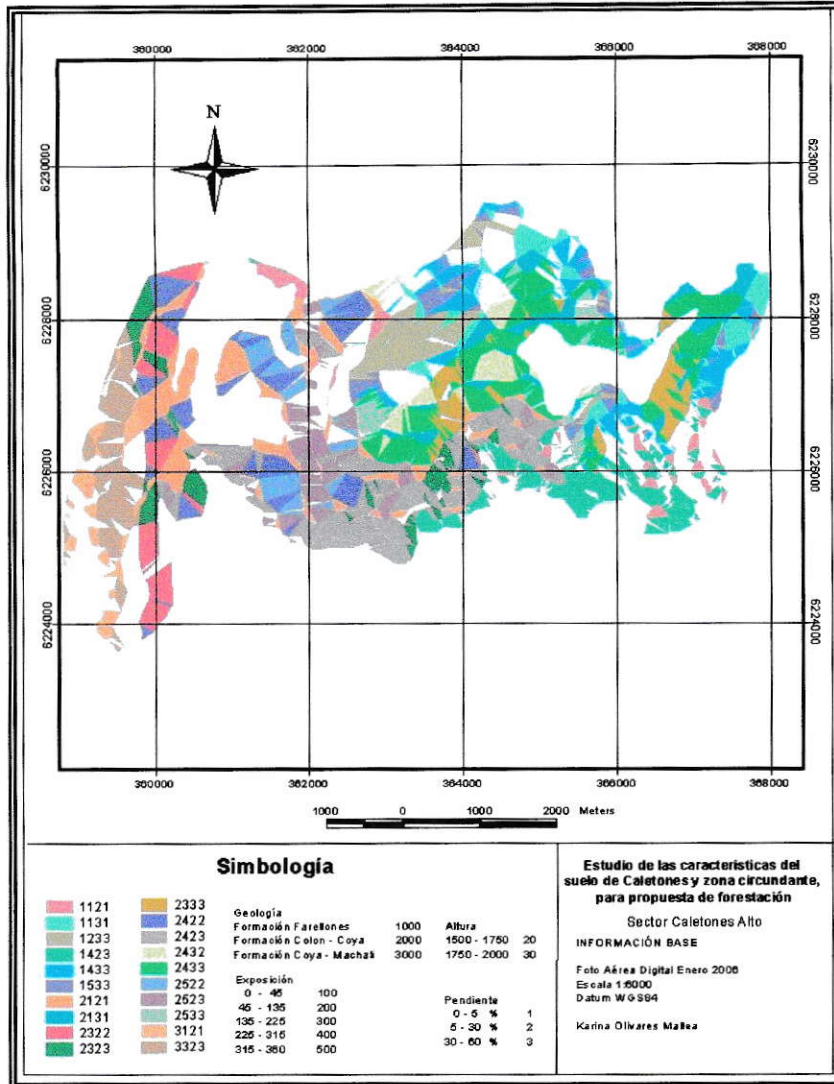 360000 362000 364000 366000 368000
N
6230000 6230000
6228000 6228000
6226000 6226000
6224000 6224000
360000 362000 364000 366000 368000
1000 0 1000 2000 Meters
Simbología
1121
1131
1233
1423
1433
1533
2121
2131
2322
2323
2333
2422
2423
2432
2433
2522
2523
2533
3121
3323
Geología
Formación Farellones 1000
Formación Colon - Coya 2000
Formación Coya - Machali 3000
Exposición
0 - 45 100
45 - 135 200
135 - 225 300
225 - 315 400
315 - 360 500
Altura
1500 - 1750 20
1750 - 2000 30
Pendiente
0 - 5 % 1
5 - 30 % 2
30 - 60 % 3
Estudio de las caracteristicas del
suelo de Caletones y zona circundante,
para propuesta de forestación
Sector Caletones Alto
INFORMACIÓN BASE
Foto Aérea Digital Enero 2006
Escala 1:6000
Datum WGS84
Karina Olivares Mallea